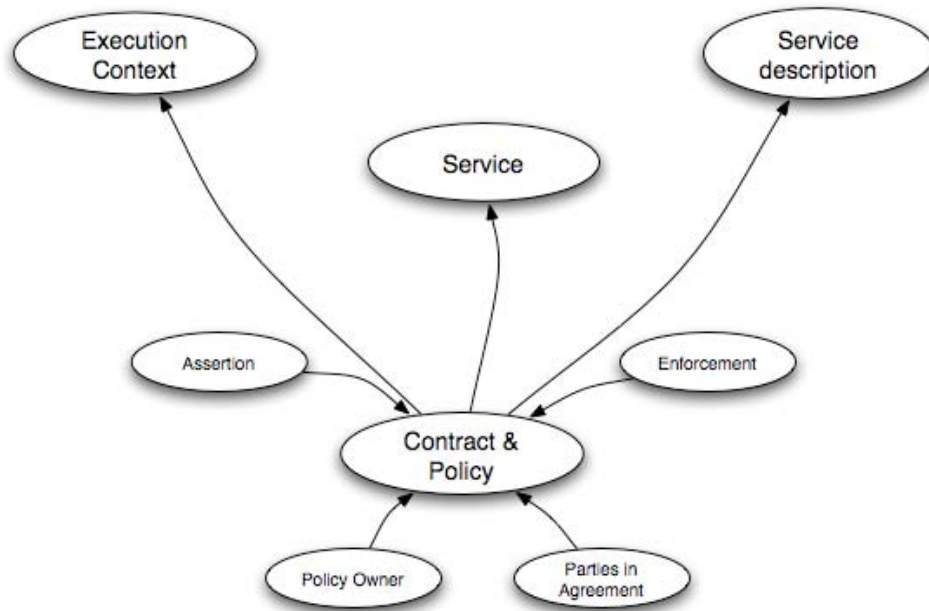 Execution
Context
Service
description
Service
Assertion
Enforcement
Contract &
Policy
Policy Owner
Parties in
Agreement